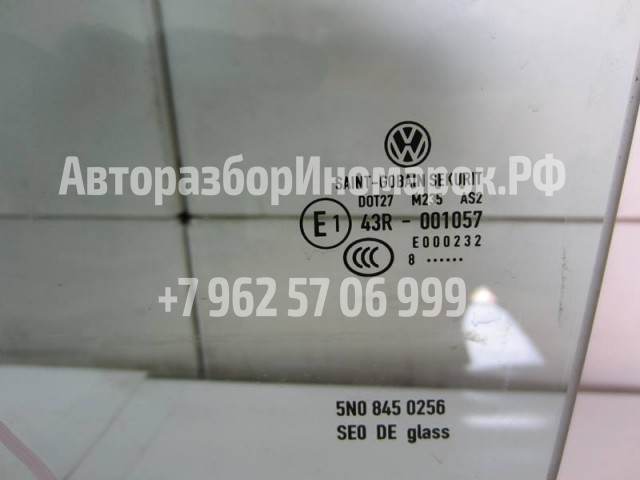 SAINT-GOBAIN SEKURIT
АвторазборИномарок.РФ
DOT27 M235 AS2
E1 43R - 001057
E000232
CCC 8 ......
+7 962 57 06 999
5N0 845 0256
SEO DE glass